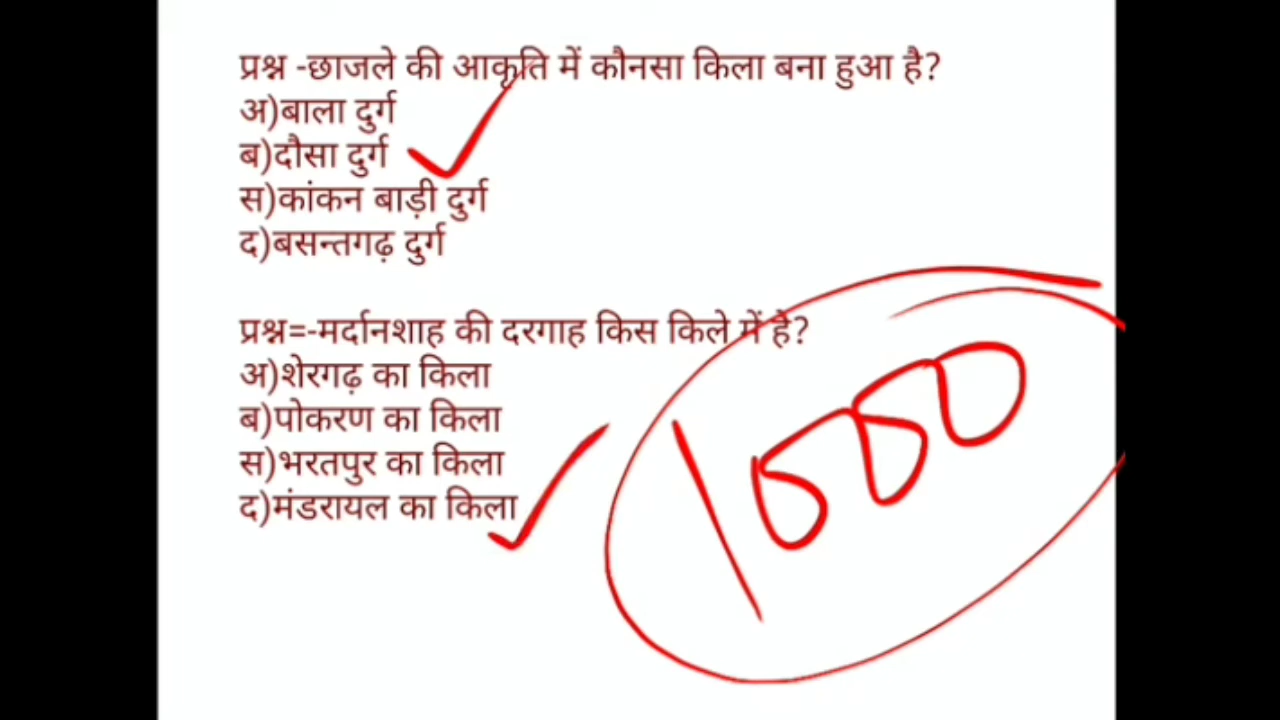 प्रश्न -छाजले की आकृति में कौनसा किला बना हुआ है?
अ)बाला दुर्ग
ब)दौसा दुर्ग
स)कांकन बाड़ी दुर्ग
द)बसन्तगढ़ दुर्ग
प्रश्न=-मर्दानशाह की दरगाह किस किले में है?
अ)शेरगढ़ का किला
ब)पोकरण का किला
स)भरतपुर का किला
द)मंडरायल का किला
1000